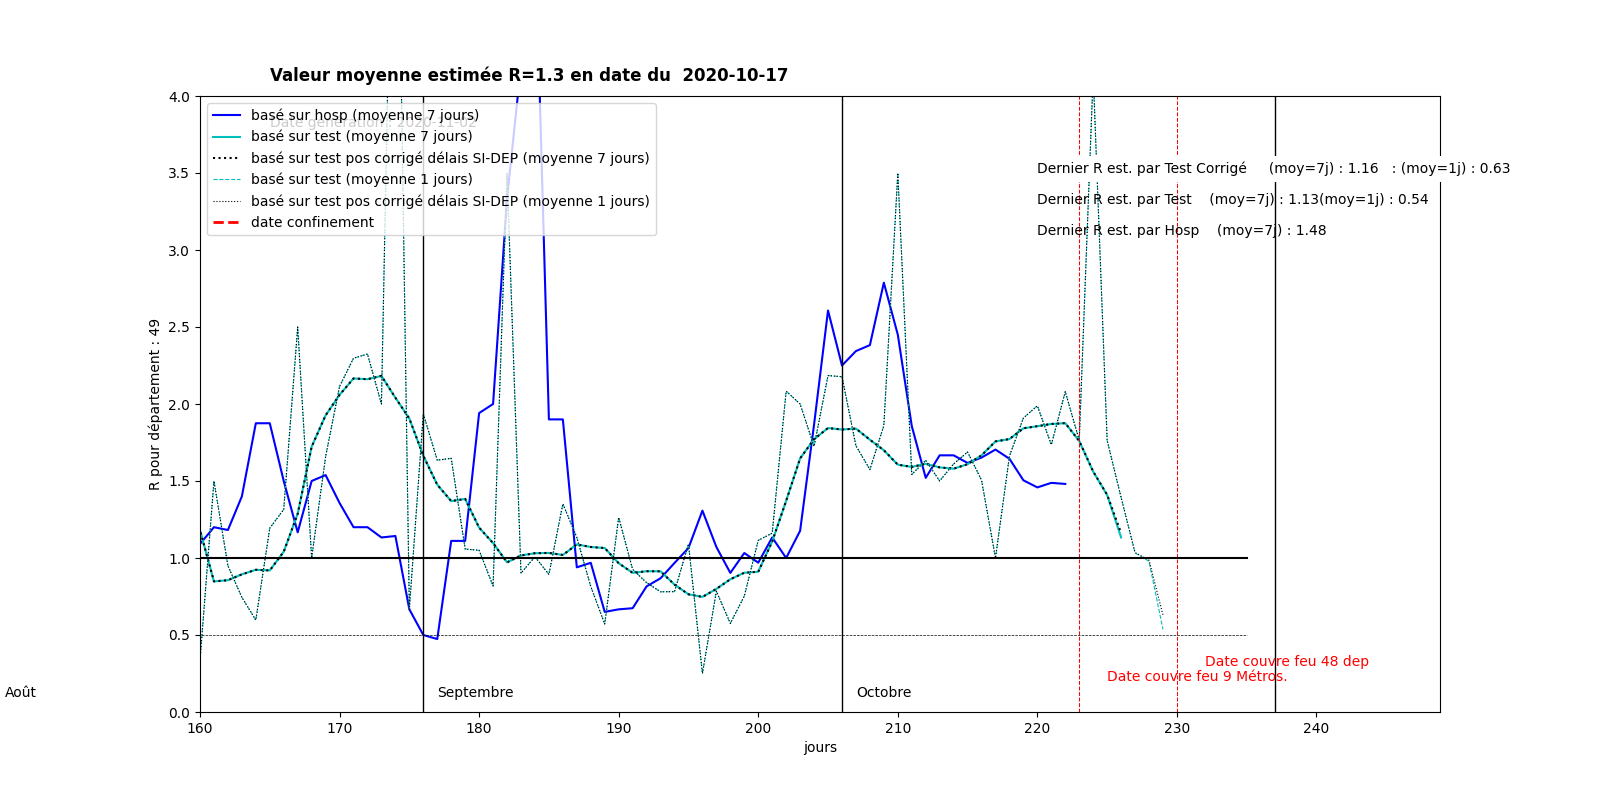 Valeur moyenne estimée R=1.3 en date du  2020-10-17
Date génération : 2020-11-02
basé sur hosp (moyenne 7 jours)
basé sur test (moyenne 7 jours)
basé sur test pos corrigé délais SI-DEP (moyenne 7 jours)
basé sur test (moyenne 1 jours)
basé sur test pos corrigé délais SI-DEP (moyenne 1 jours)
date confinement
Dernier R est. par Test Corrigé (moy=7j) : 1.16 : (moy=1j) : 0.63
Dernier R est. par Test (moy=7j) : 1.13(moy=1j) : 0.54
Dernier R est. par Hosp (moy=7j) : 1.48
R pour département : 49
4.0
3.5
3.0
2.5
2.0
1.5
1.0
0.5
0.0
Date couvre feu 48 dep
Date couvre feu 9 Métros.
Août
Septembre
Octobre
160 170 180 190 200 210 220 230 240
jours